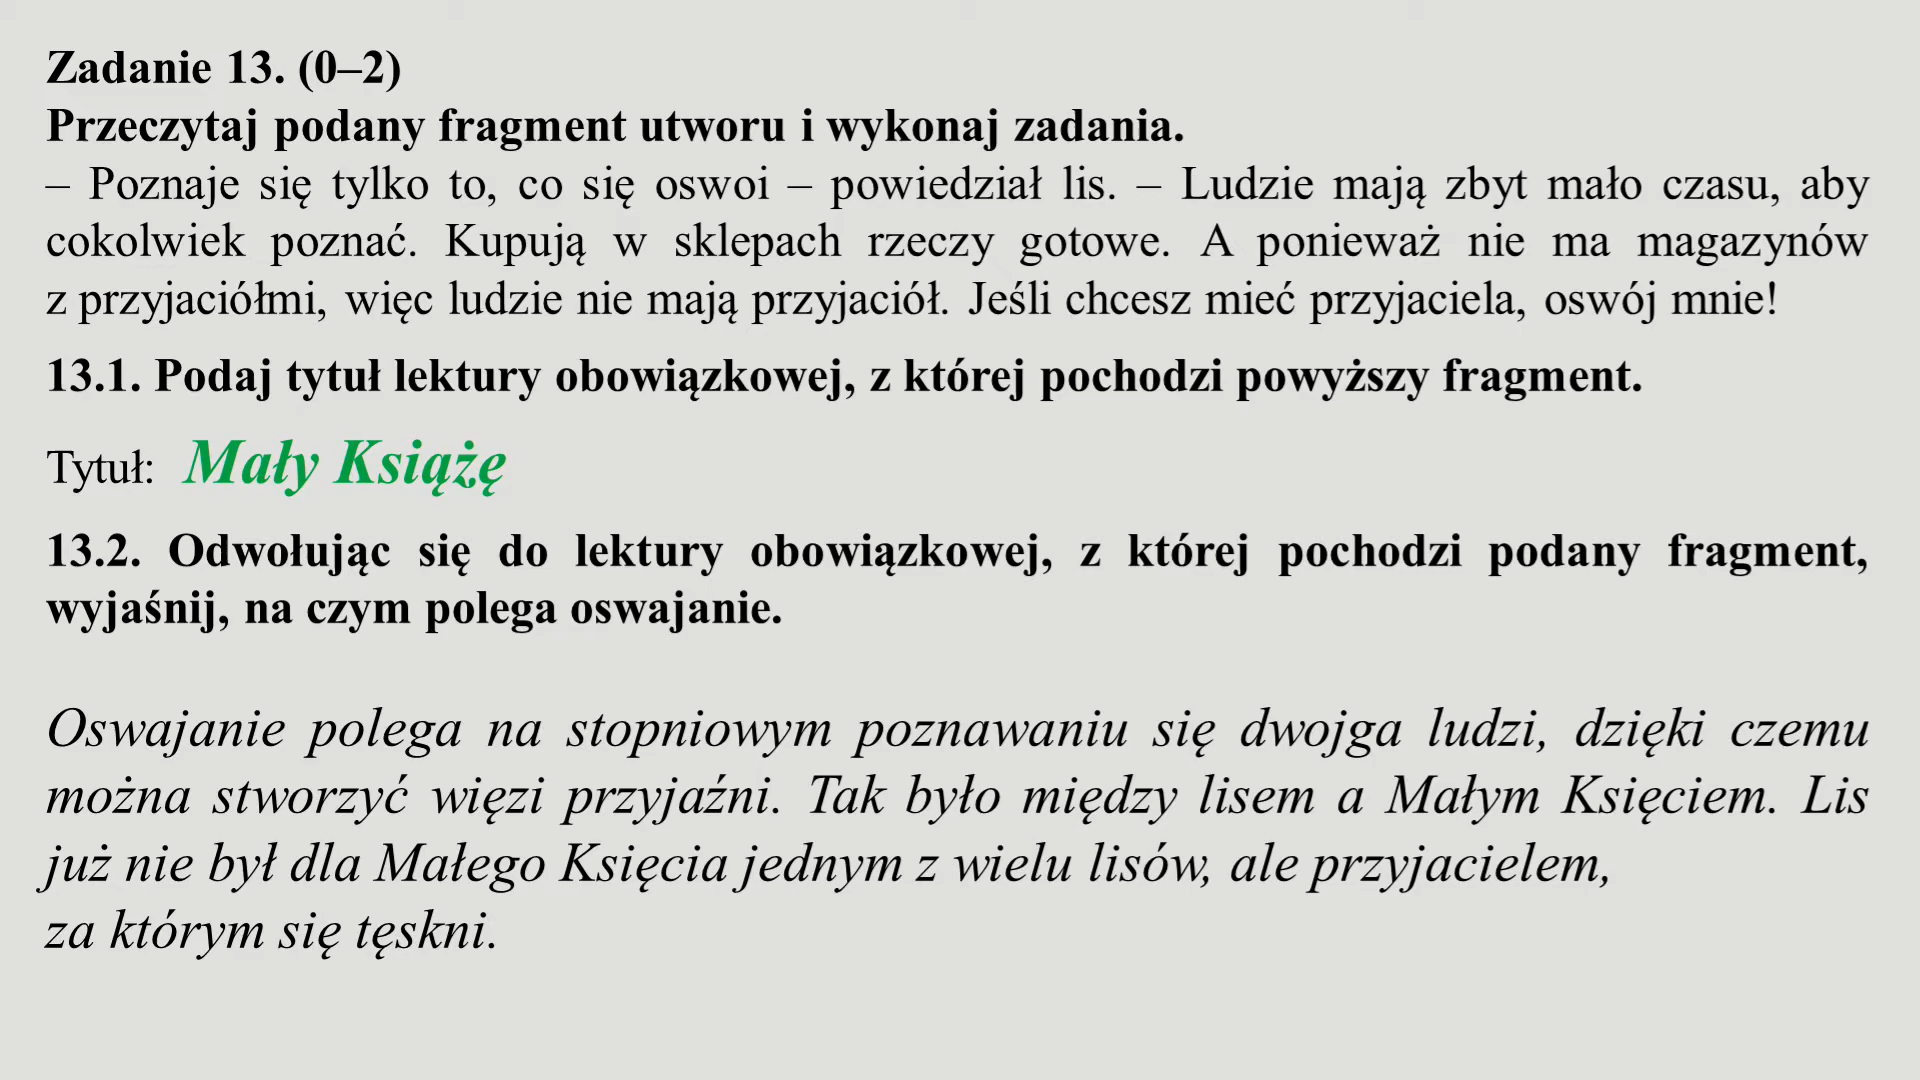 Zadanie 13. (0–2)
Przeczytaj podany fragment utworu i wykonaj zadania.
– Poznaje się tylko to, co się oswoi – powiedział lis. – Ludzie mają zbyt mało czasu, aby
cokolwiek poznać. Kupują w sklepach rzeczy gotowe. A ponieważ nie ma magazynów
z przyjaciółmi, więc ludzie nie mają przyjaciół. Jeśli chcesz mieć przyjaciela, oswój mnie!
13.1. Podaj tytuł lektury obowiązkowej, z której pochodzi powyższy fragment.
Tytuł: Mały Książę
13.2. Odwołując się do lektury obowiązkowej, z której pochodzi podany fragment,
wyjaśnij, na czym polega oswajanie.
Oswajanie polega na stopniowym poznawaniu się dwojga ludzi, dzięki czemu
można stworzyć więzi przyjaźni. Tak było między lisem a Małym Księciem. Lis
już nie był dla Małego Księcia jednym z wielu lisów, ale przyjacielem,
za którym się tęskni.